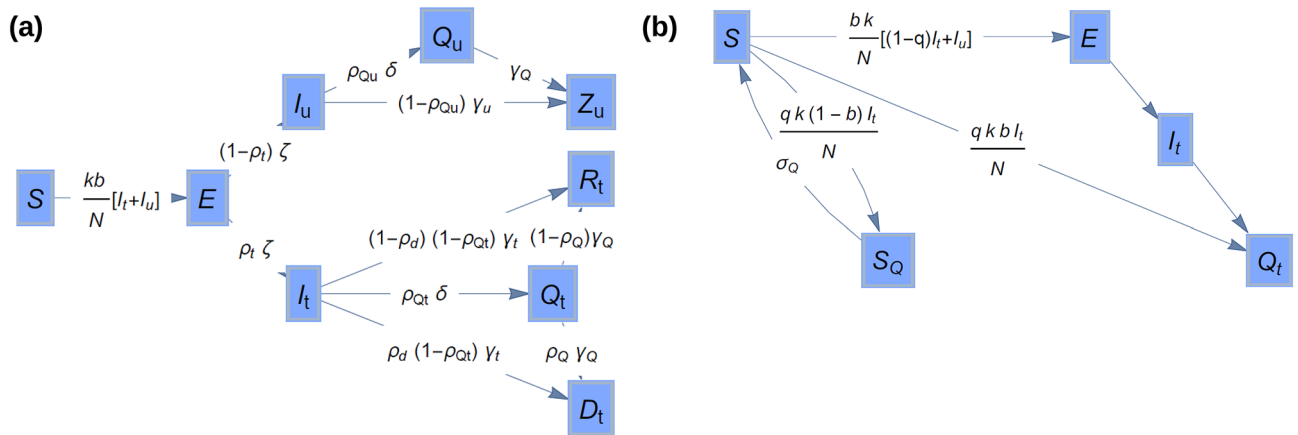 (a)
Q_u
ρ_Qu δ
γ_Q
I_u
(1−ρ_Qu) γ_u
Z_u
(1−ρ_t) ζ
S
kb/N [I_t+I_u]
E
R_t
ρ_t ζ
(1−ρ_d) (1−ρ_Qt) γ_t
(1−ρ_Q)γ_Q
I_t
ρ_Qt δ
Q_t
ρ_d (1−ρ_Qt) γ_t
ρ_Q γ_Q
D_t
(b)
S
b k/N [(1−q)I_t+I_u]
E
q k (1 − b) I_t/N
q k b I_t/N
I_t
σ_Q
S_Q
Q_t